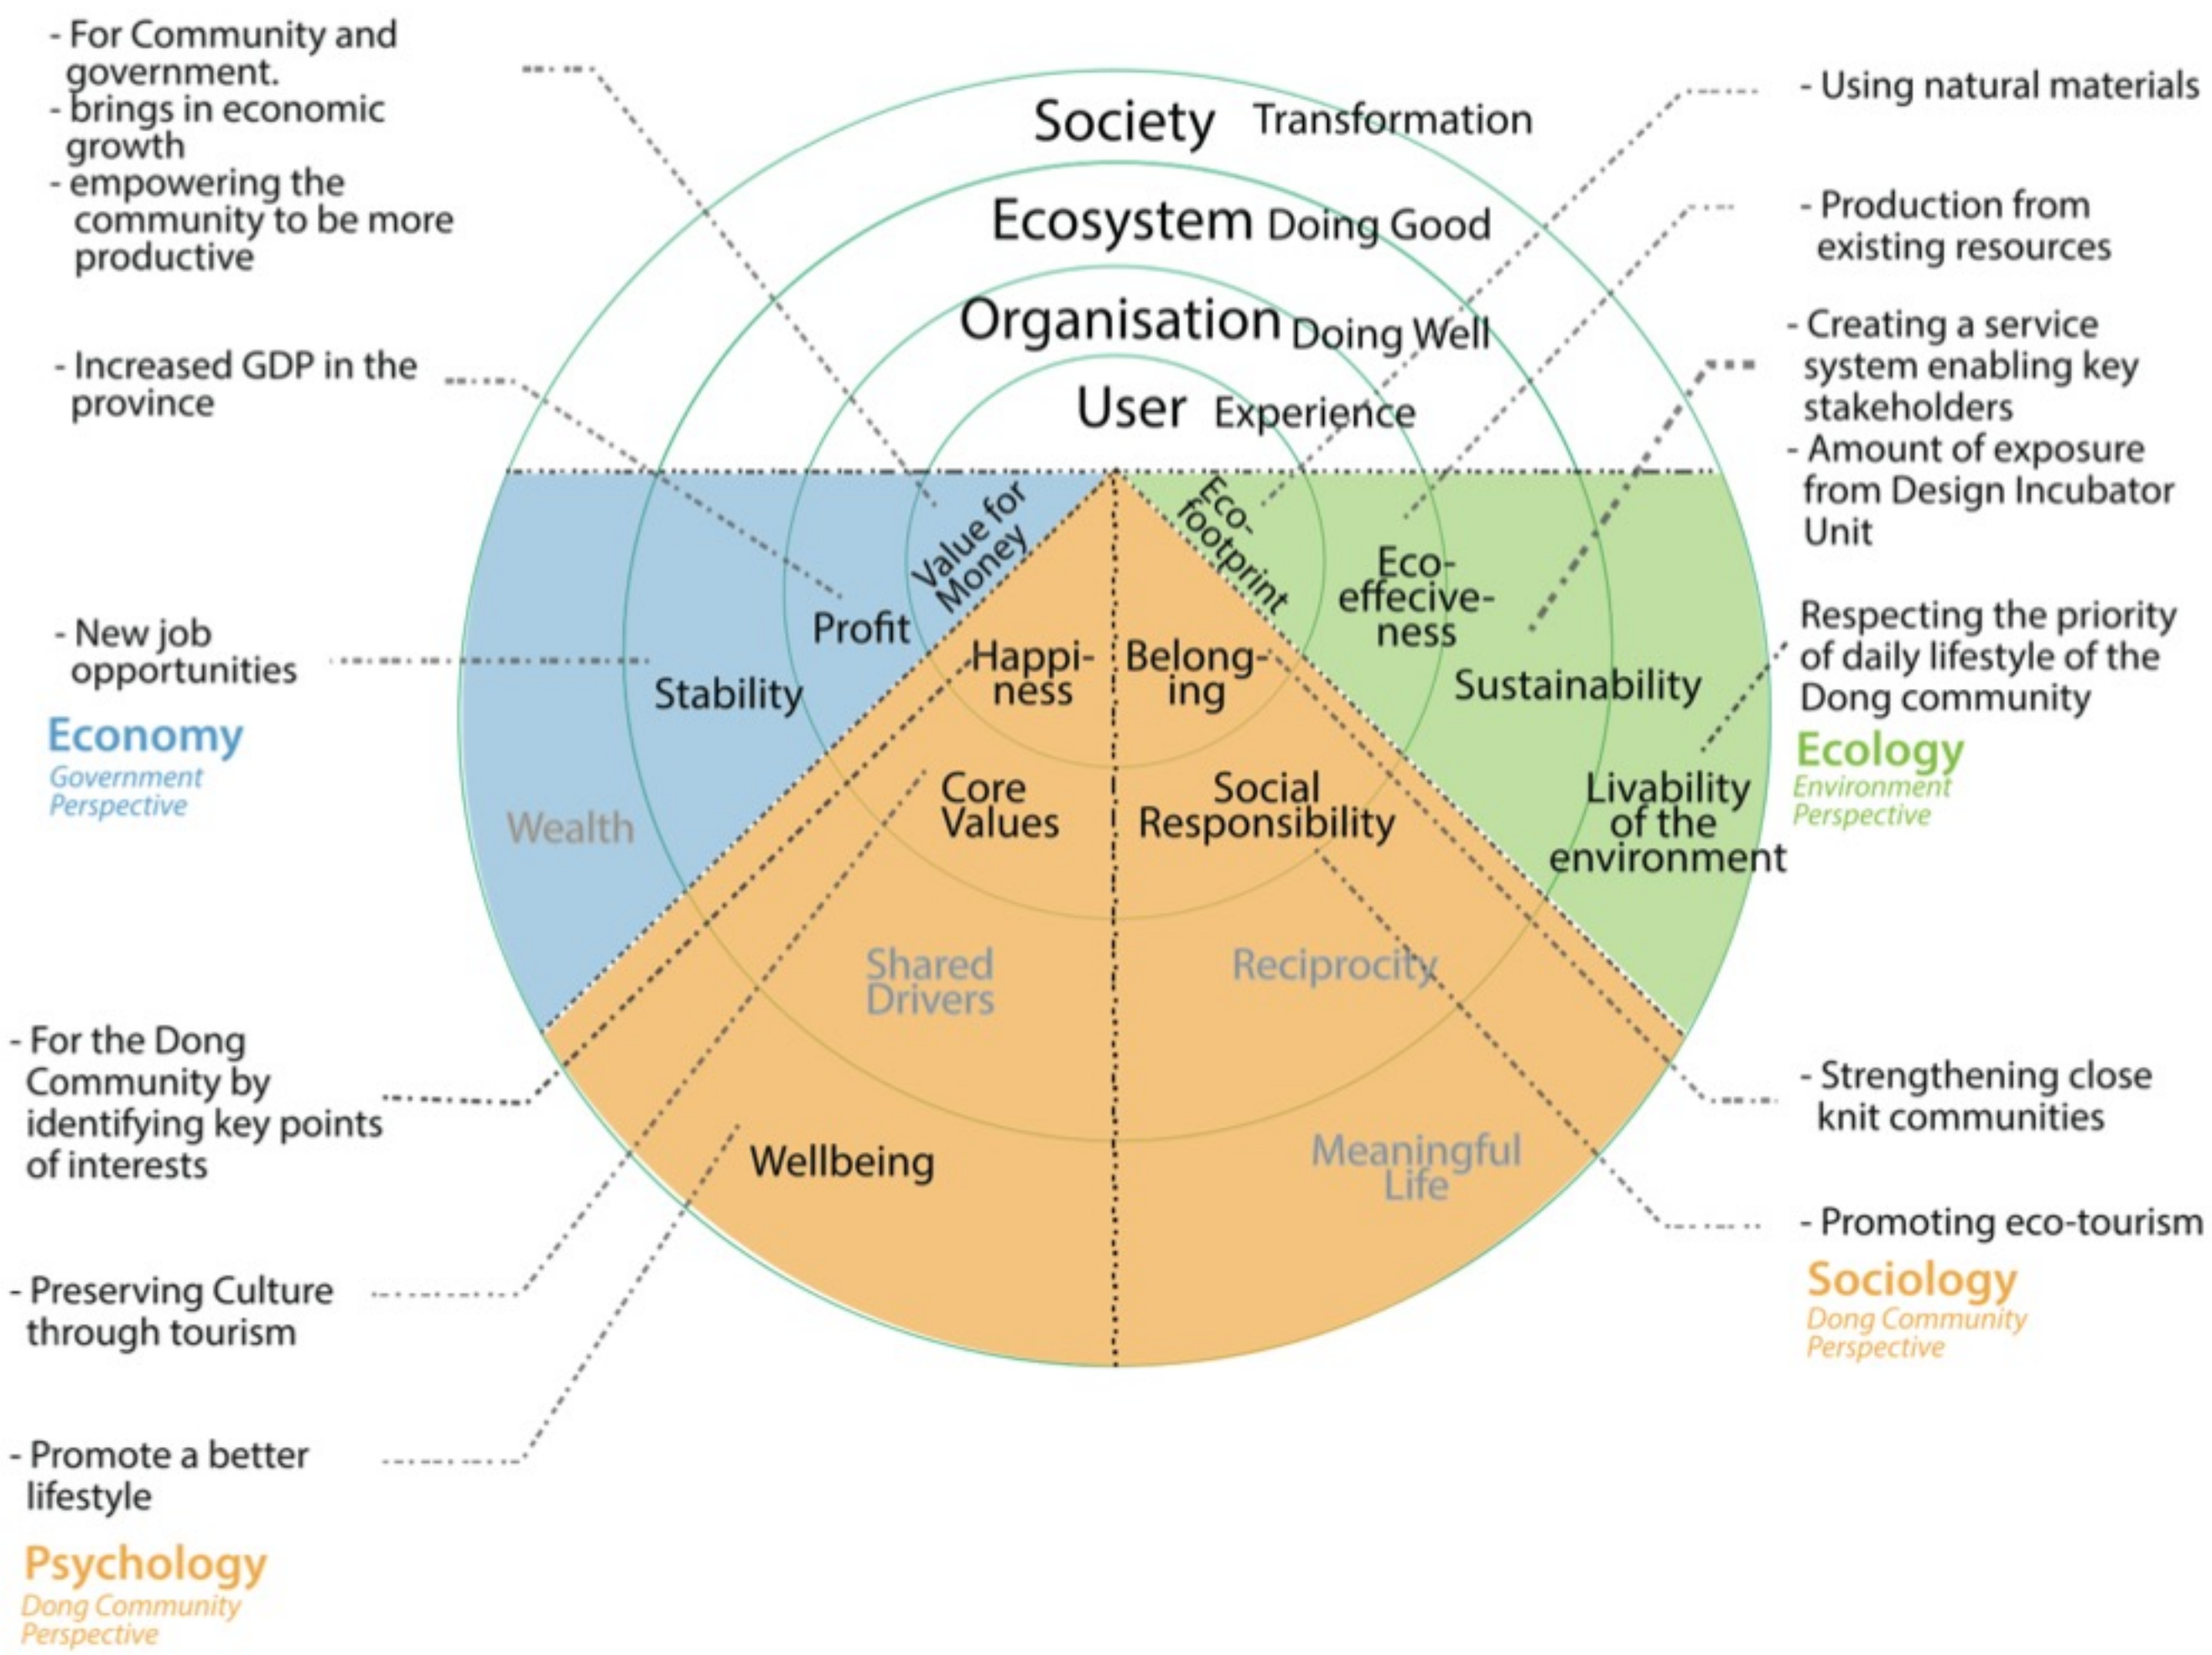 - For Community and
government.
- brings in economic
growth
- empowering the
community to be more
productive
- Increased GDP in the
province
- New job
opportunities
Economy
Government
Perspective
Society Transformation
Ecosystem Doing Good
Organisation Doing Well
User Experience
- Using natural materials
- Production from
existing resources
- Creating a service
system enabling key
stakeholders
- Amount of exposure
from Design Incubator
Unit
Respecting the priority
of daily lifestyle of the
Dong community
Ecology
Environment
Perspective
Value for
Money
Profit
Stability
Wealth
Eco-
footprint
Eco-
effecive-
ness
Sustainability
Livability
of the
environment
Happi-
ness
Core
Values
Shared
Drivers
Wellbeing
Belong-
ing
Social
Responsibility
Reciprocity
Meaningful
Life
- For the Dong
Community by
identifying key points
of interests
- Preserving Culture
through tourism
- Promote a better
lifestyle
Psychology
Dong Community
Perspective
- Strengthening close
knit communities
- Promoting eco-tourism
Sociology
Dong Community
Perspective